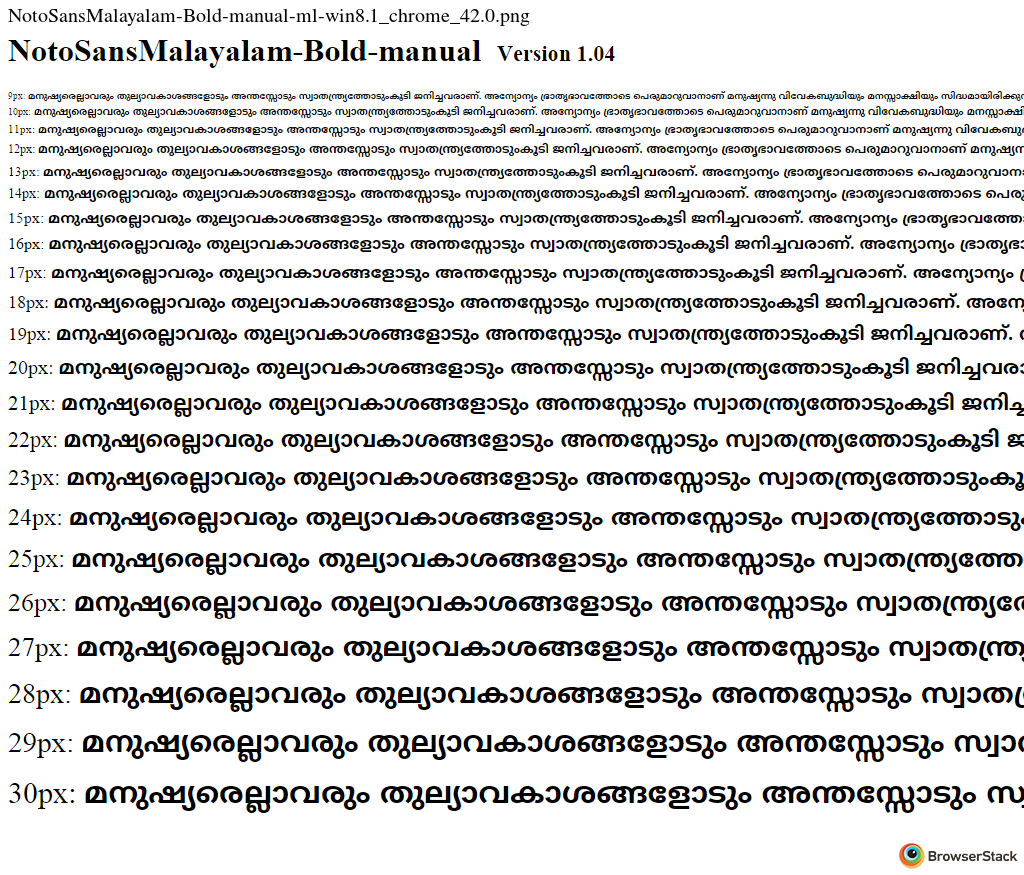 NotoSansMalayalam-Bold-manual-ml-win8.1_chrome_42.0.png
NotoSansMalayalam-Bold-manual Version 1.04
9px: മനുഷ്യരെല്ലാവരും തുല്യാവകാശങ്ങളോടും അന്തസ്സോടും സ്വാതന്ത്ര്യത്തോടുംകൂടി ജനിച്ചവരാണ്. അന്യോന്യം ഭ്രാതൃഭാവത്തോടെ പെരുമാറുവാനാണ് മനുഷ്യന്നു വിവേകബുദ്ധിയും മനസ്സാക്ഷിയും സിദ്ധമായിരിക്കു
10px: മനുഷ്യരെല്ലാവരും തുല്യാവകാശങ്ങളോടും അന്തസ്സോടും സ്വാതന്ത്ര്യത്തോടുംകൂടി ജനിച്ചവരാണ്. അന്യോന്യം ഭ്രാതൃഭാവത്തോടെ പെരുമാറുവാനാണ് മനുഷ്യന്നു വിവേകബുദ്ധിയും മനസ്സാക്ഷി
11px: മനുഷ്യരെല്ലാവരും തുല്യാവകാശങ്ങളോടും അന്തസ്സോടും സ്വാതന്ത്ര്യത്തോടുംകൂടി ജനിച്ചവരാണ്. അന്യോന്യം ഭ്രാതൃഭാവത്തോടെ പെരുമാറുവാനാണ് മനുഷ്യന്നു വിവേകബു
12px: മനുഷ്യരെല്ലാവരും തുല്യാവകാശങ്ങളോടും അന്തസ്സോടും സ്വാതന്ത്ര്യത്തോടുംകൂടി ജനിച്ചവരാണ്. അന്യോന്യം ഭ്രാതൃഭാവത്തോടെ പെരുമാറുവാനാണ് മനുഷ്യന
13px: മനുഷ്യരെല്ലാവരും തുല്യാവകാശങ്ങളോടും അന്തസ്സോടും സ്വാതന്ത്ര്യത്തോടുംകൂടി ജനിച്ചവരാണ്. അന്യോന്യം ഭ്രാതൃഭാവത്തോടെ പെരുമാറുവാന
14px: മനുഷ്യരെല്ലാവരും തുല്യാവകാശങ്ങളോടും അന്തസ്സോടും സ്വാതന്ത്ര്യത്തോടുംകൂടി ജനിച്ചവരാണ്. അന്യോന്യം ഭ്രാതൃഭാവത്തോടെ പെരു
15px: മനുഷ്യരെല്ലാവരും തുല്യാവകാശങ്ങളോടും അന്തസ്സോടും സ്വാതന്ത്ര്യത്തോടുംകൂടി ജനിച്ചവരാണ്. അന്യോന്യം ഭ്രാതൃഭാവത്തോ
16px: മനുഷ്യരെല്ലാവരും തുല്യാവകാശങ്ങളോടും അന്തസ്സോടും സ്വാതന്ത്ര്യത്തോടുംകൂടി ജനിച്ചവരാണ്. അന്യോന്യം ഭ്രാതൃഭാ
17px: മനുഷ്യരെല്ലാവരും തുല്യാവകാശങ്ങളോടും അന്തസ്സോടും സ്വാതന്ത്ര്യത്തോടുംകൂടി ജനിച്ചവരാണ്. അന്യോന്യം
18px: മനുഷ്യരെല്ലാവരും തുല്യാവകാശങ്ങളോടും അന്തസ്സോടും സ്വാതന്ത്ര്യത്തോടുംകൂടി ജനിച്ചവരാണ്. അന്യേ
19px: മനുഷ്യരെല്ലാവരും തുല്യാവകാശങ്ങളോടും അന്തസ്സോടും സ്വാതന്ത്ര്യത്തോടുംകൂടി ജനിച്ചവരാണ്.
20px: മനുഷ്യരെല്ലാവരും തുല്യാവകാശങ്ങളോടും അന്തസ്സോടും സ്വാതന്ത്ര്യത്തോടുംകൂടി ജനിച്ചവരാ
21px: മനുഷ്യരെല്ലാവരും തുല്യാവകാശങ്ങളോടും അന്തസ്സോടും സ്വാതന്ത്ര്യത്തോടുംകൂടി ജനിച്ച
22px: മനുഷ്യരെല്ലാവരും തുല്യാവകാശങ്ങളോടും അന്തസ്സോടും സ്വാതന്ത്ര്യത്തോടുംകൂടി ജ
23px: മനുഷ്യരെല്ലാവരും തുല്യാവകാശങ്ങളോടും അന്തസ്സോടും സ്വാതന്ത്ര്യത്തോടുംകൂ
24px: മനുഷ്യരെല്ലാവരും തുല്യാവകാശങ്ങളോടും അന്തസ്സോടും സ്വാതന്ത്ര്യത്തോടു
25px: മനുഷ്യരെല്ലാവരും തുല്യാവകാശങ്ങളോടും അന്തസ്സോടും സ്വാതന്ത്ര്യത്തോ
26px: മനുഷ്യരെല്ലാവരും തുല്യാവകാശങ്ങളോടും അന്തസ്സോടും സ്വാതന്ത്ര്യത്തേ
27px: മനുഷ്യരെല്ലാവരും തുല്യാവകാശങ്ങളോടും അന്തസ്സോടും സ്വാതന്ത്ര്യ
28px: മനുഷ്യരെല്ലാവരും തുല്യാവകാശങ്ങളോടും അന്തസ്സോടും സ്വാത
29px: മനുഷ്യരെല്ലാവരും തുല്യാവകാശങ്ങളോടും അന്തസ്സോടും സ്വാ
30px: മനുഷ്യരെല്ലാവരും തുല്യാവകാശങ്ങളോടും അന്തസ്സോടും സ്വ
BrowserStack